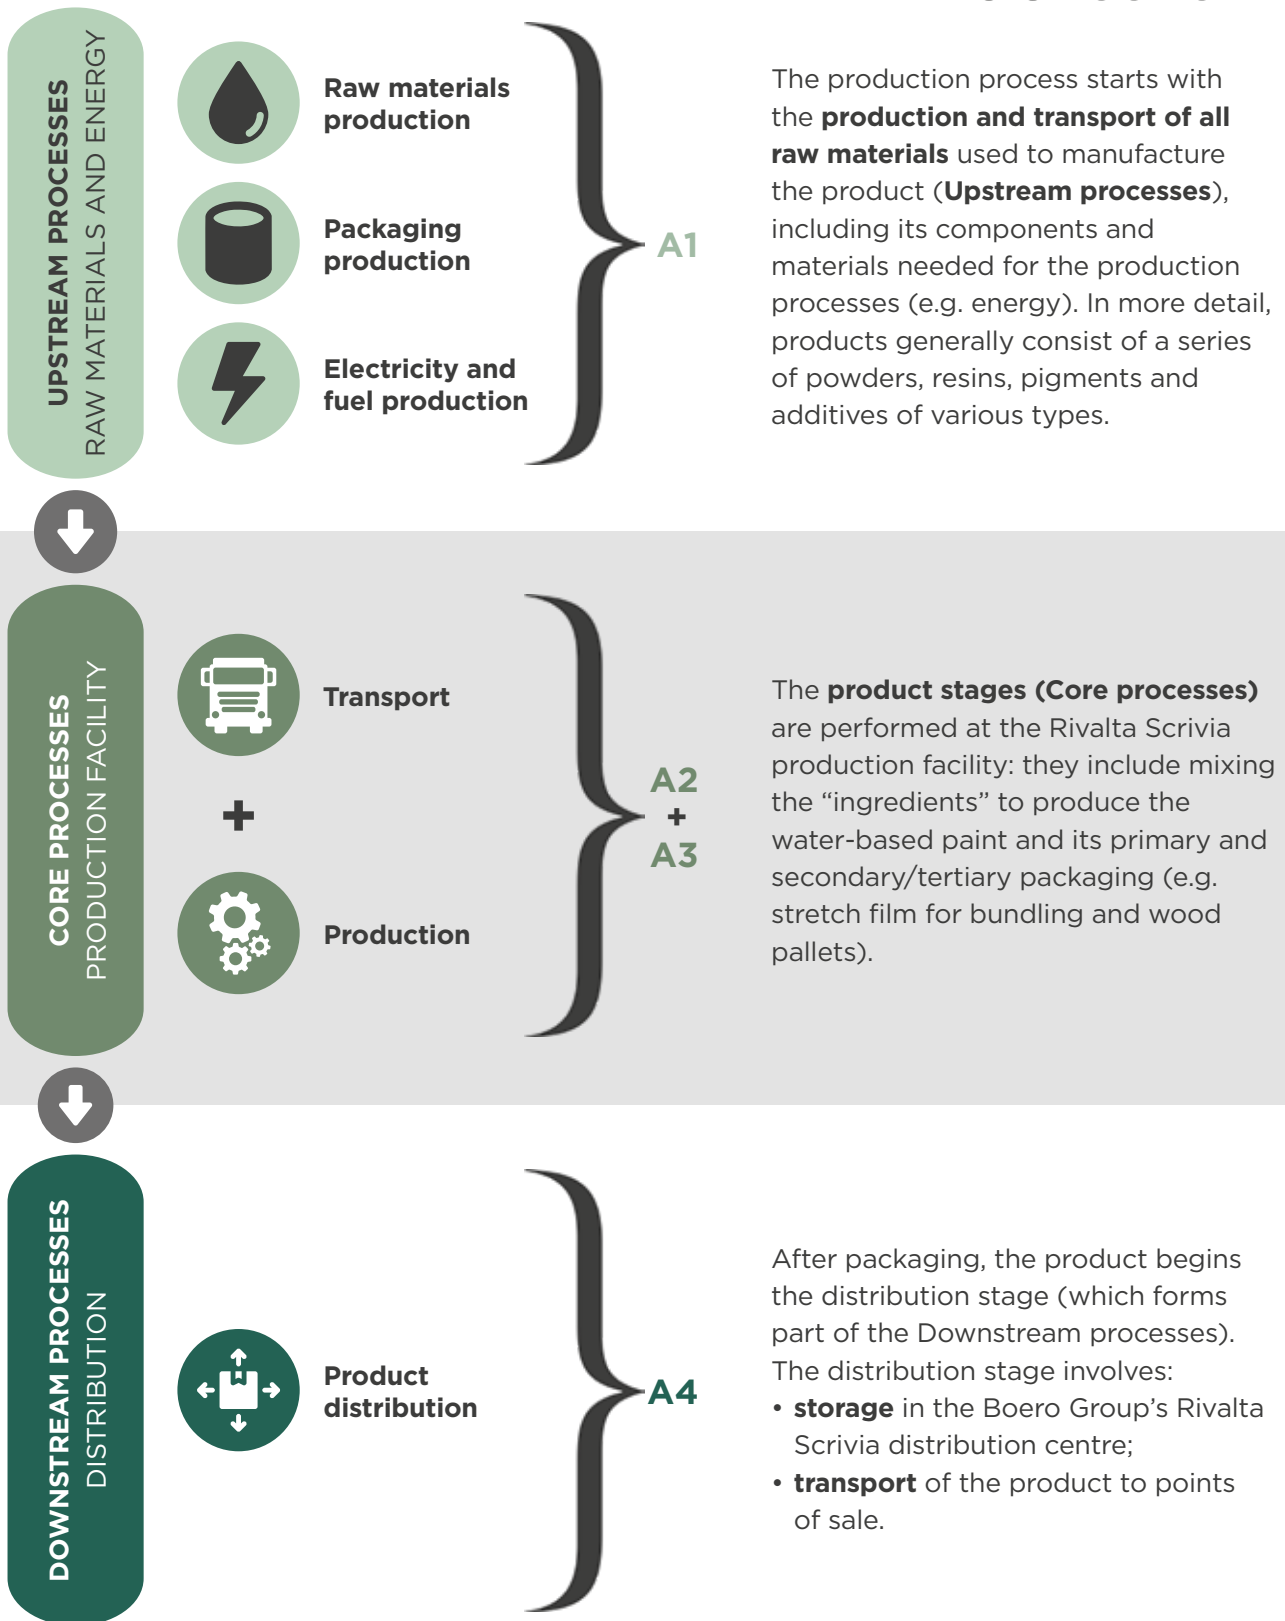 UPSTREAM PROCESSES
RAW MATERIALS AND ENERGY
Raw materials
production
Packaging
production
Electricity and
fuel production
A1
The production process starts with
the production and transport of all
raw materials used to manufacture
the product (Upstream processes),
including its components and
materials needed for the production
processes (e.g. energy). In more detail,
products generally consist of a series
of powders, resins, pigments and
additives of various types.
CORE PROCESSES
PRODUCTION FACILITY
Transport
+
Production
A2
+
A3
The product stages (Core processes)
are performed at the Rivalta Scrivia
production facility: they include mixing
the “ingredients” to produce the
water-based paint and its primary and
secondary/tertiary packaging (e.g.
stretch film for bundling and wood
pallets).
DOWNSTREAM PROCESSES
DISTRIBUTION
Product
distribution
A4
After packaging, the product begins
the distribution stage (which forms
part of the Downstream processes).
The distribution stage involves:
• storage in the Boero Group’s Rivalta
Scrivia distribution centre;
• transport of the product to points
of sale.